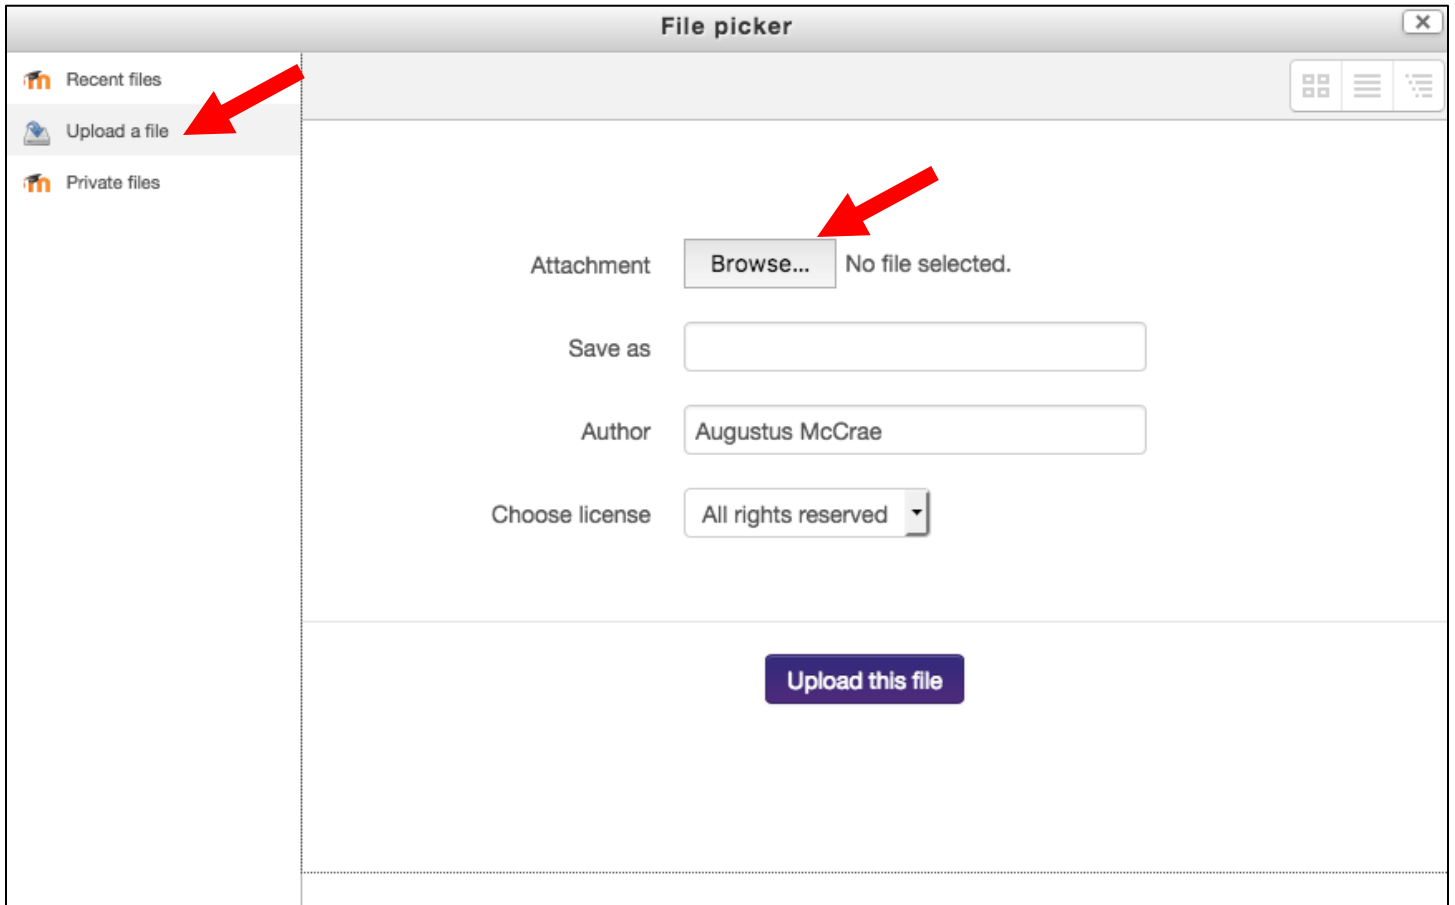 File picker
Recent files
Upload a file
Private files
Attachment Browse... No file selected.
Save as
Author Augustus McCrae
Choose license All rights reserved
Upload this file